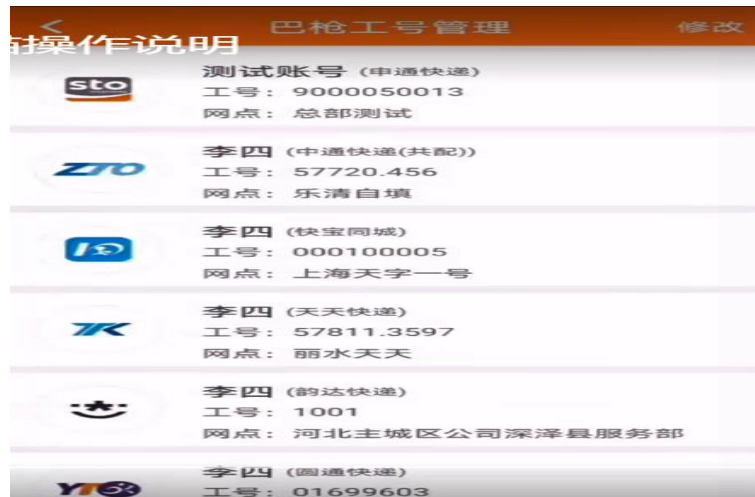 < 巴枪工号管理 修改
操作说明
sto
测试账号 (申通快递)
工号: 9000050013
网点: 总部测试
ZTO
李四 (中通快递(共配))
工号: 57720.456
网点: 乐清自填
李四 (快宝同城)
工号: 000100005
网点: 上海天字一号
李四 (天天快递)
工号: 57811.3597
网点: 丽水天天
李四 (韵达快递)
工号: 1001
网点: 河北主城区公司深泽县服务部
YTO
李四 (圆通快递)
工号: 01699603